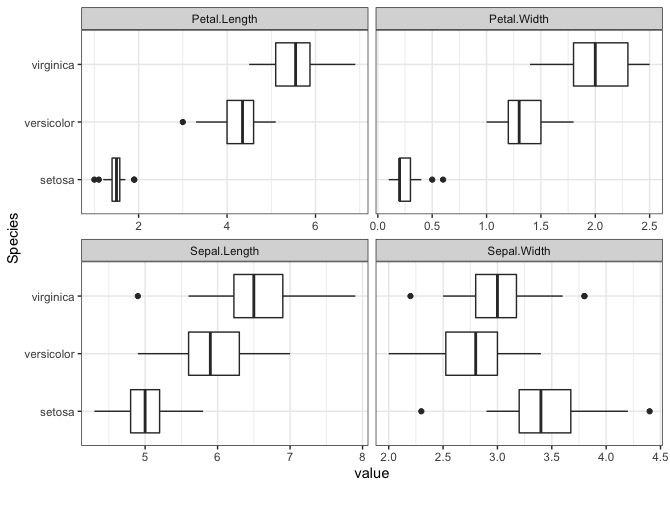 Petal.Length
Petal.Width
virginica
versicolor
setosa
2 4 6
0.0 0.5 1.0 1.5 2.0 2.5
Species
Sepal.Length
Sepal.Width
virginica
versicolor
setosa
5 6 7 8
2.0 2.5 3.0 3.5 4.0 4.5
value